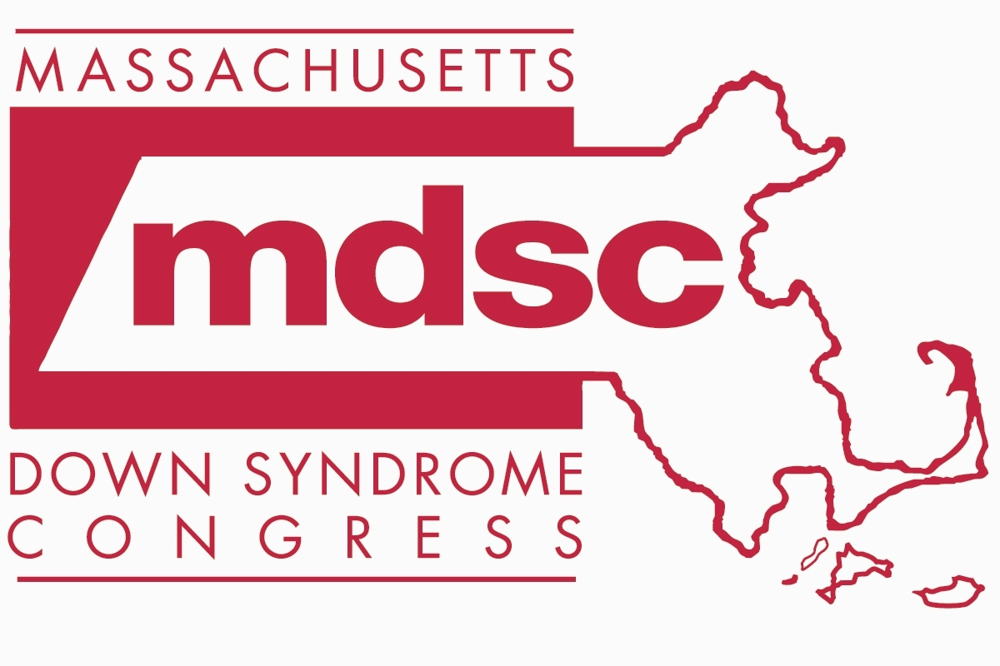 MASSACHUSETTS
mdsc
DOWN SYNDROME
CONGRESS